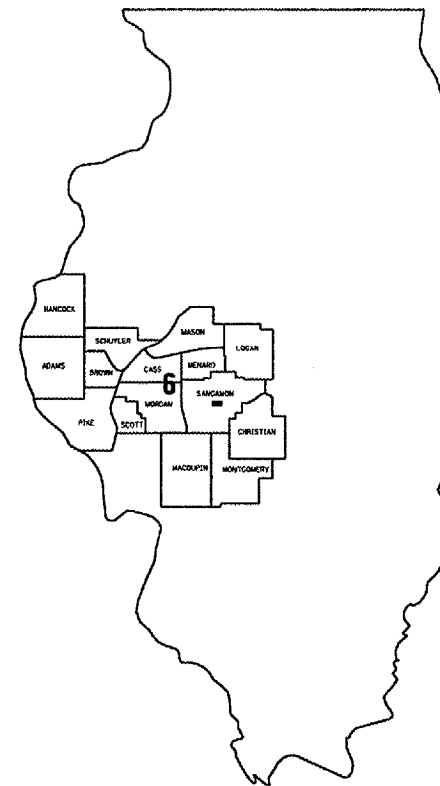 HANCOCK
MASON
SCHUYLER
LOGAN
ADAMS
BROWN
CASS
MENARD
6
MORGAN
SANGAMON
PIKE
SCOTT
CHRISTIAN
MACOUPIN
MONTGOMERY